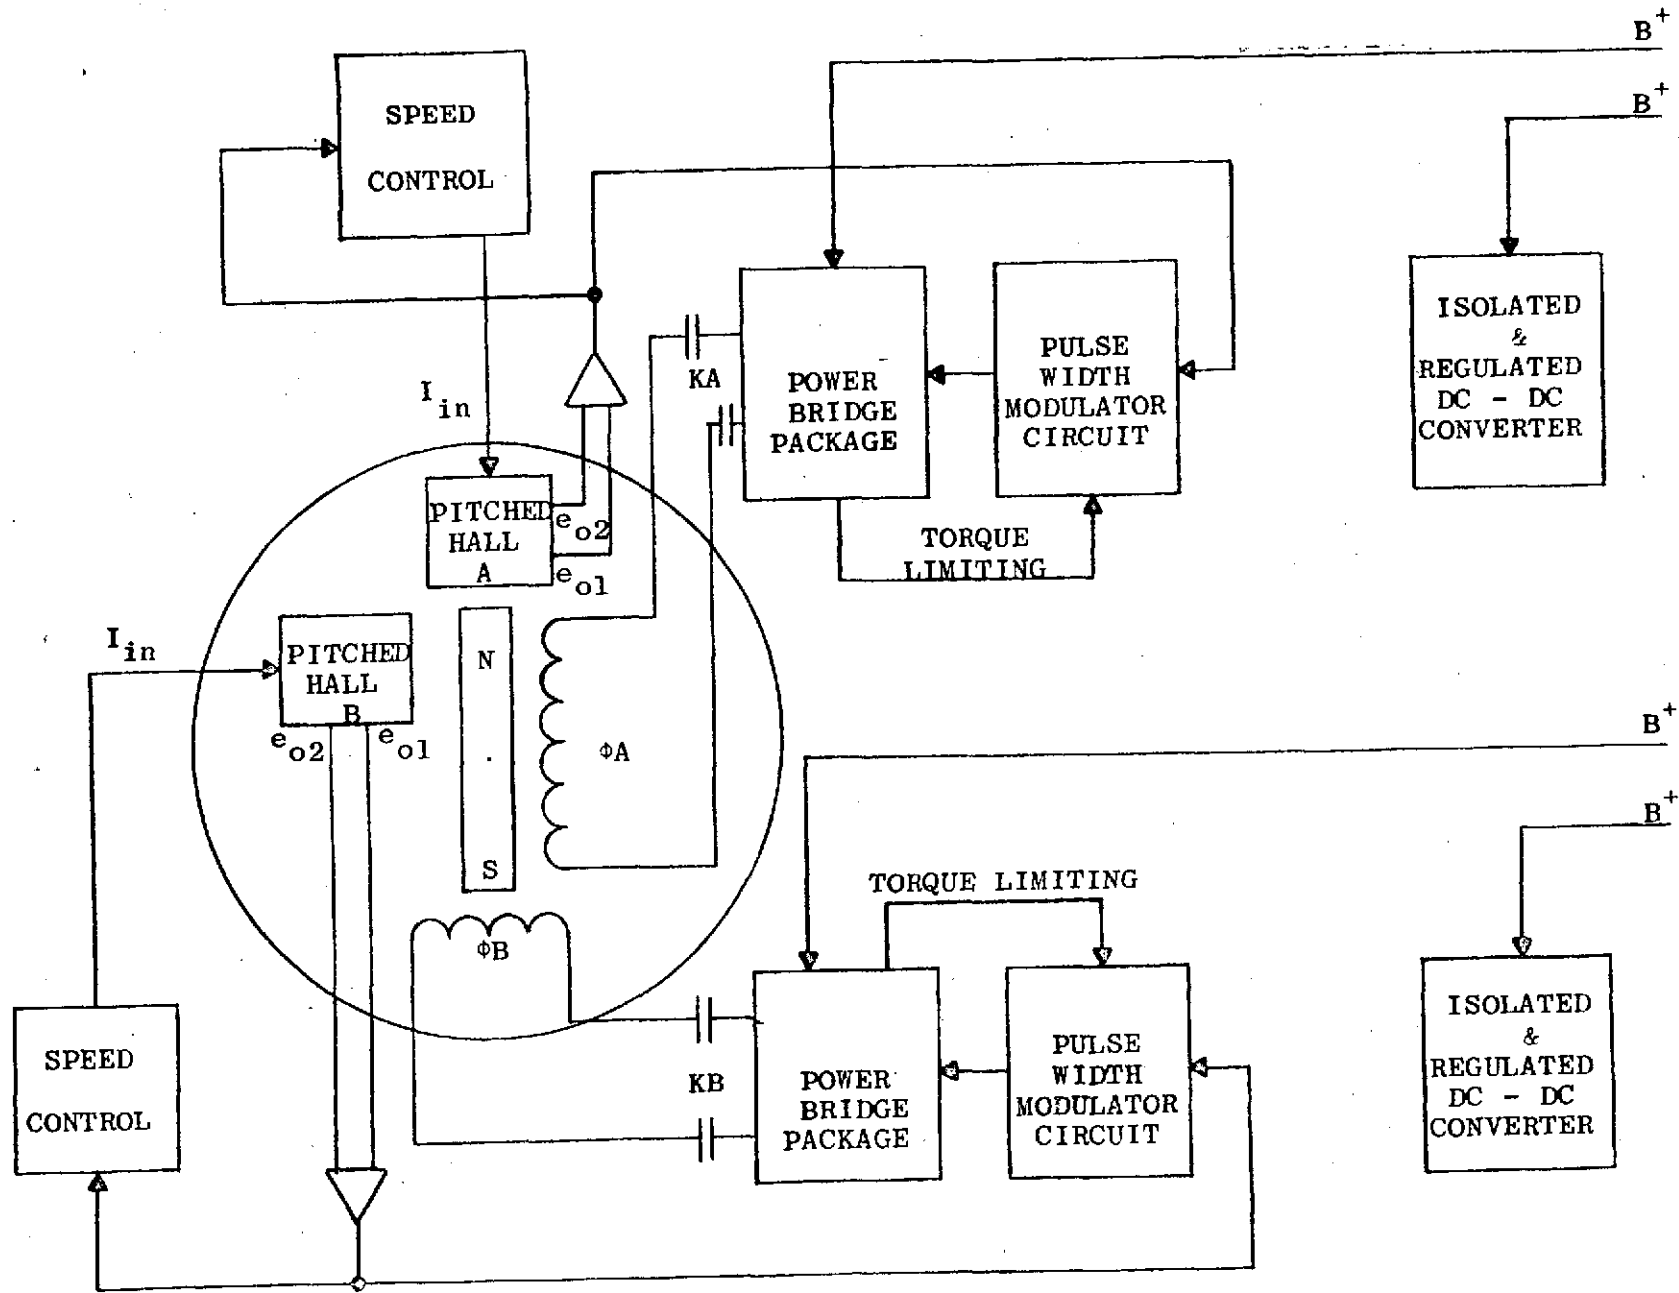 B+
B+
SPEED
CONTROL
ISOLATED
&
REGULATED
DC - DC
CONVERTER
PULSE
WIDTH
MODULATOR
CIRCUIT
POWER
BRIDGE
PACKAGE
KA
Iin
PITCHED
HALL
A
eo2
eo1
TORQUE
LIMITING
Iin
PITCHED
HALL
B
eo2
eo1
N
S
ΦA
B+
B+
TORQUE LIMITING
ΦB
SPEED
CONTROL
KB
POWER
BRIDGE
PACKAGE
PULSE
WIDTH
MODULATOR
CIRCUIT
ISOLATED
&
REGULATED
DC - DC
CONVERTER